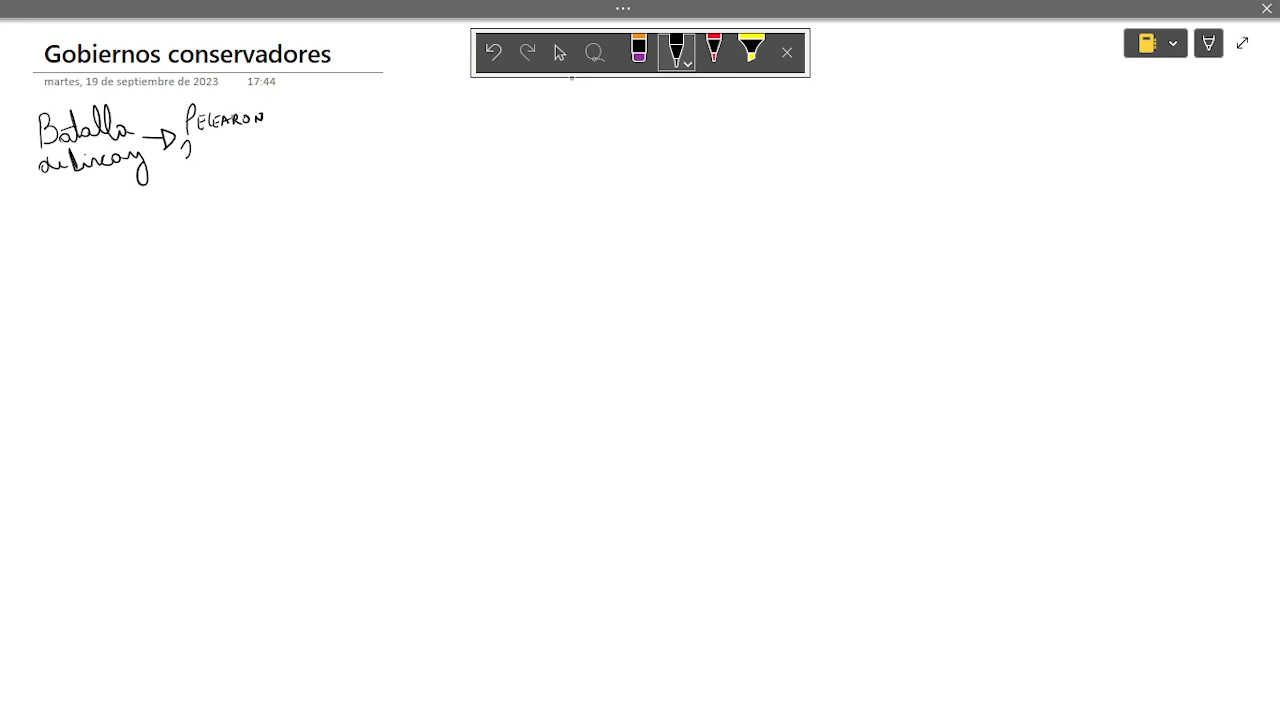 Gobiernos conservadores
martes, 19 de septiembre de 2023 17:44
Batalla → PELEARON
de Lircay